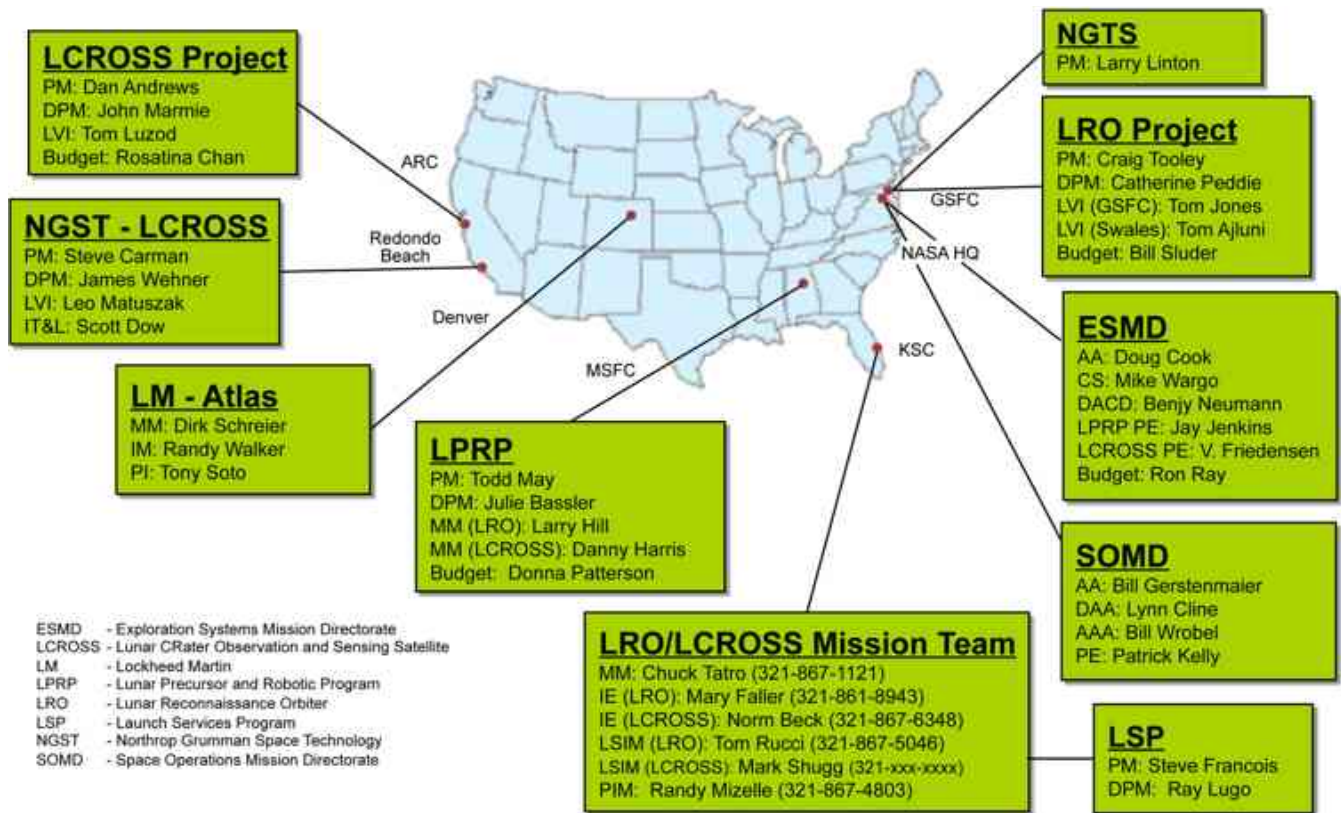 LCROSS Project
PM: Dan Andrews
DPM: John Marmie
LVI: Tom Luzod
Budget: Rosatina Chan
NGST - LCROSS
PM: Steve Carman
DPM: James Wehner
LVI: Leo Matuszak
IT&L: Scott Dow
LM - Atlas
MM: Dirk Schreier
IM: Randy Walker
PI: Tony Soto
ARC
Redondo
Beach
Denver
MSFC
KSC
GSFC
NASA HQ
NGTS
PM: Larry Linton
LRO Project
PM: Craig Tooley
DPM: Catherine Peddie
LVI (GSFC): Tom Jones
LVI (Swales): Tom Ajluni
Budget: Bill Sluder
ESMD
AA: Doug Cook
CS: Mike Wargo
DACD: Benjy Neumann
LPRP PE: Jay Jenkins
LCROSS PE: V. Friedensen
Budget: Ron Ray
SOMD
AA: Bill Gerstenmaier
DAA: Lynn Cline
AAA: Bill Wrobel
PE: Patrick Kelly
LPRP
PM: Todd May
DPM: Julie Bassler
MM (LRO): Larry Hill
MM (LCROSS): Danny Harris
Budget: Donna Patterson
LRO/LCROSS Mission Team
MM: Chuck Tatro (321-867-1121)
IE (LRO): Mary Faller (321-861-8943)
IE (LCROSS): Norm Beck (321-867-6348)
LSIM (LRO): Tom Rucci (321-867-5046)
LSIM (LCROSS): Mark Shugg (321-xxx-xxxx)
PIM: Randy Mizelle (321-867-4803)
LSP
PM: Steve Francois
DPM: Ray Lugo
ESMD - Exploration Systems Mission Directorate
LCROSS - Lunar CRater Observation and Sensing Satellite
LM - Lockheed Martin
LPRP - Lunar Precursor and Robotic Program
LRO - Lunar Reconnaissance Orbiter
LSP - Launch Services Program
NGST - Northrop Grumman Space Technology
SOMD - Space Operations Mission Directorate